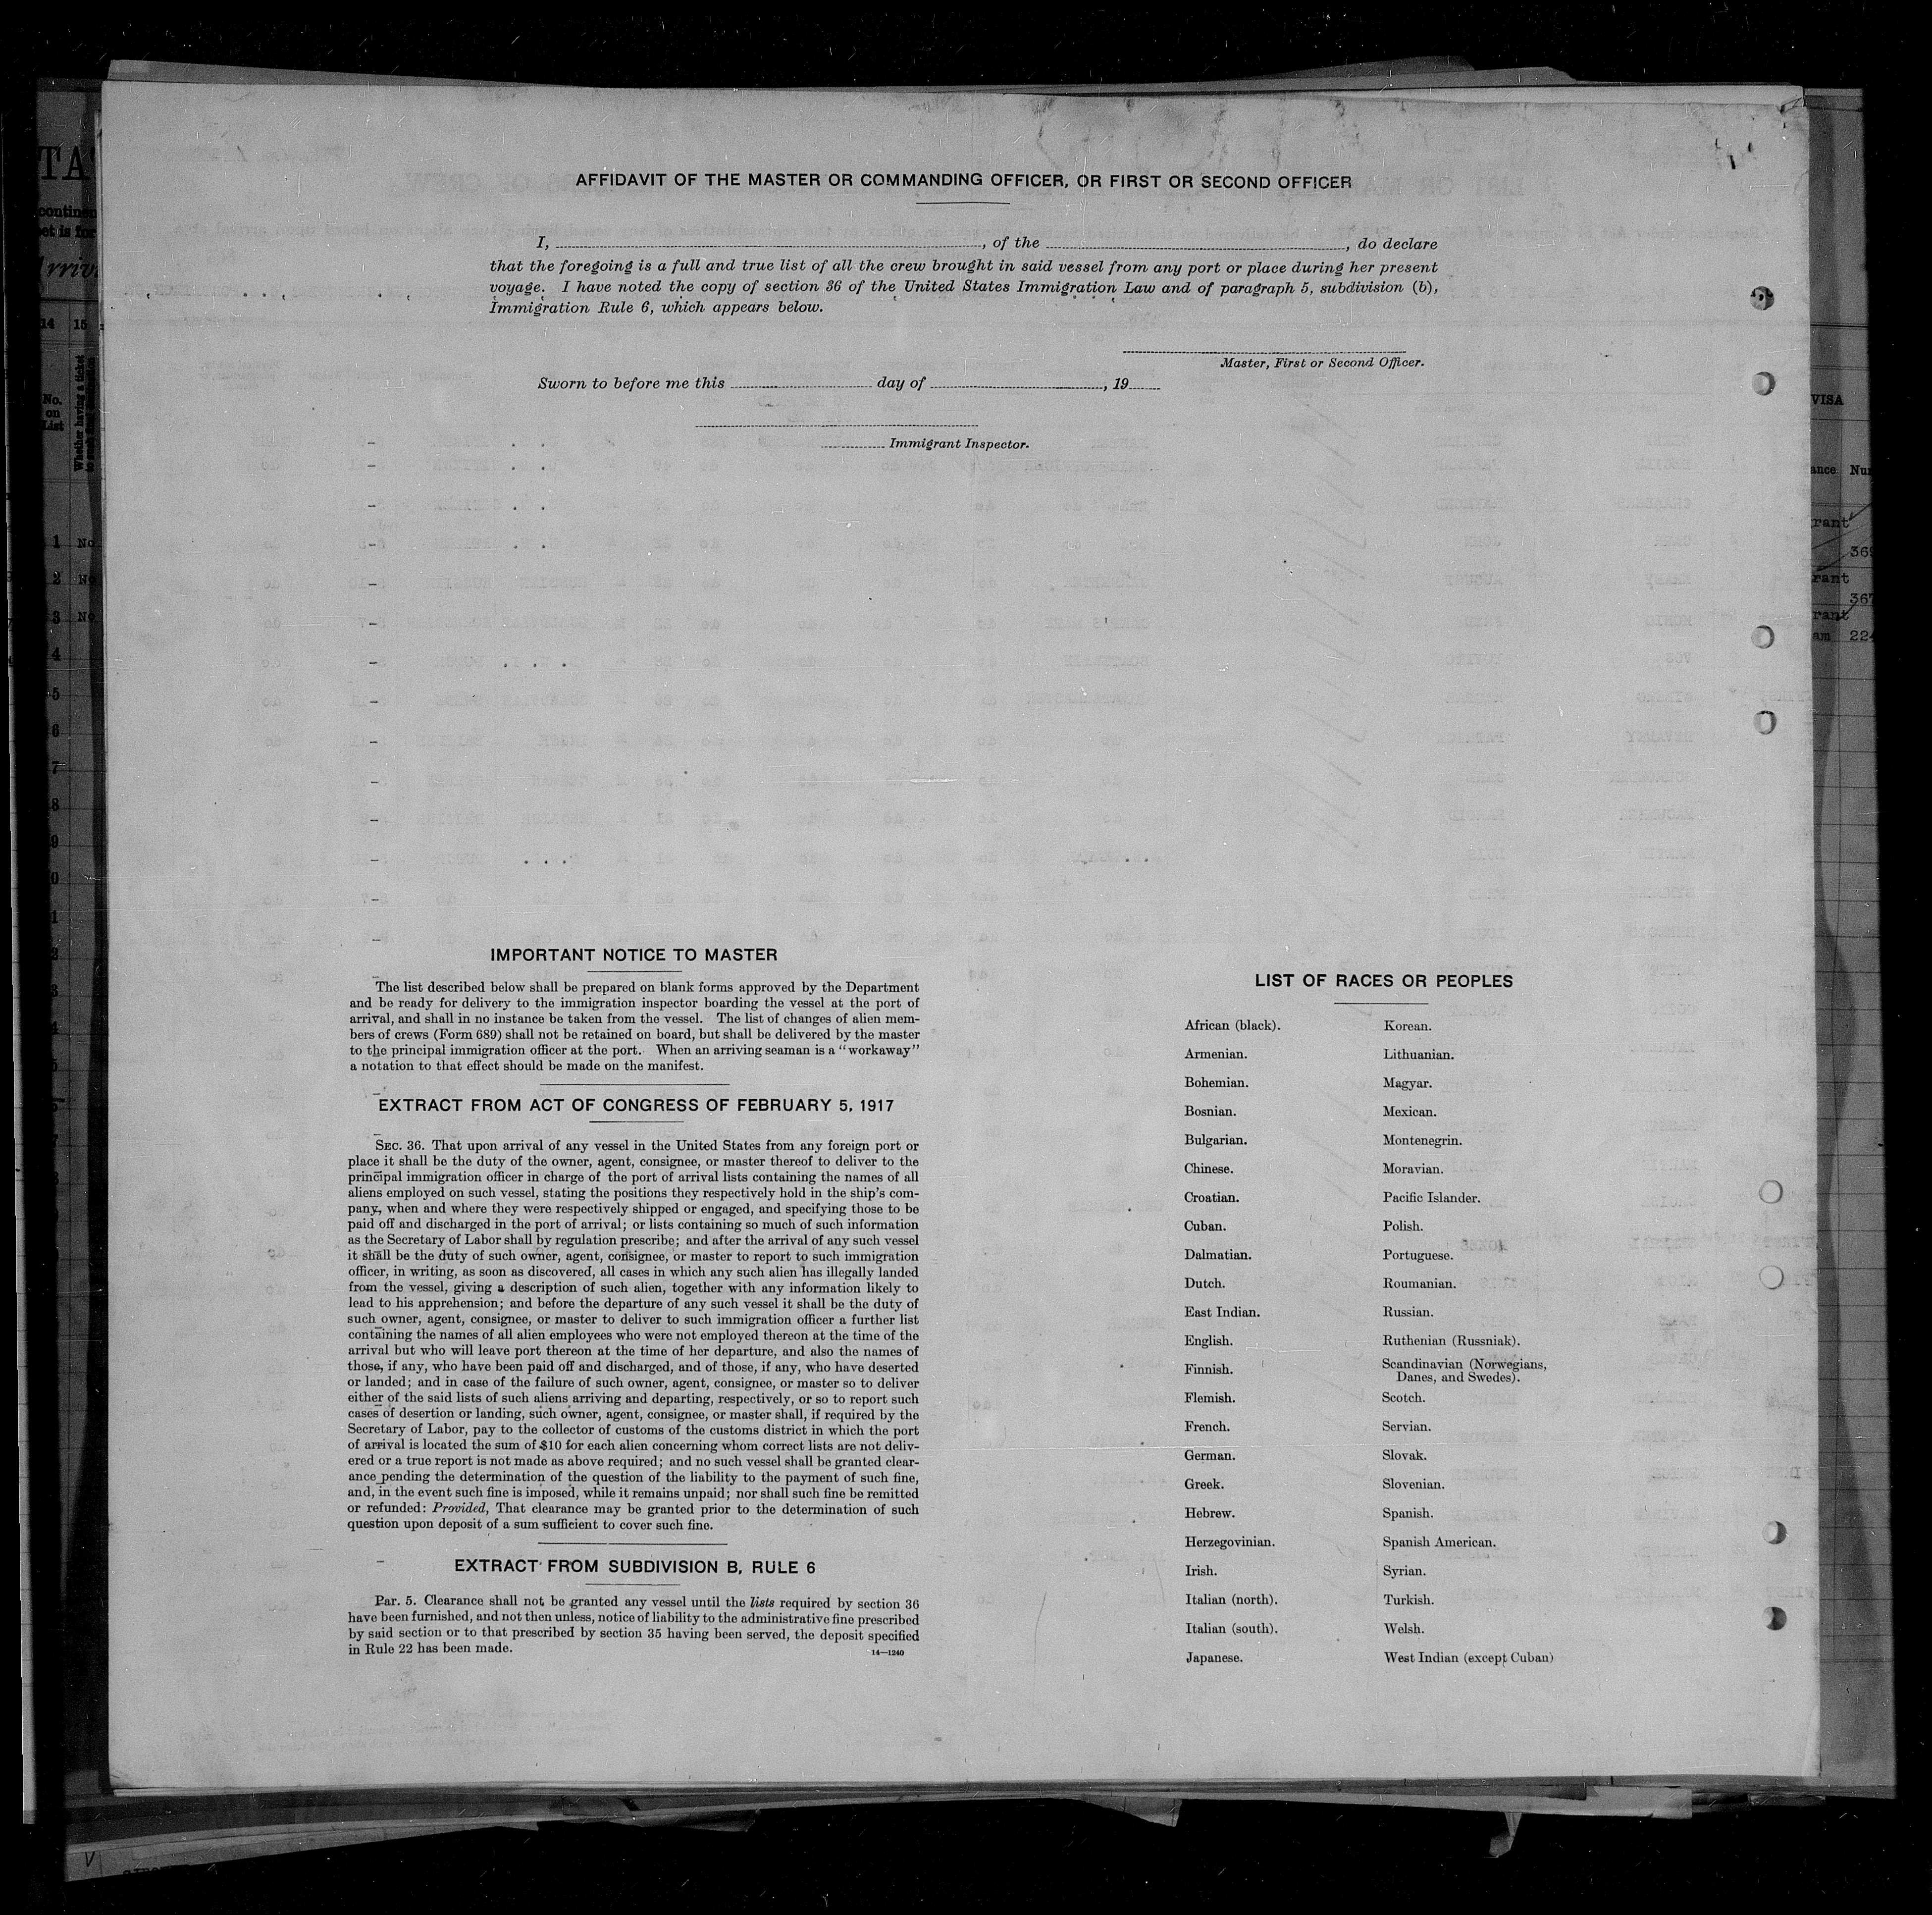 AFFIDAVIT OF THE MASTER OR COMMANDING OFFICER, OR FIRST OR SECOND OFFICER
I, , of the , do declare
that the foregoing is a full and true list of all the crew brought in said vessel from any port or place during her present
voyage. I have noted the copy of section 36 of the United States Immigration Law and of paragraph 5, subdivision (b),
Immigration Rule 6, which appears below.
Master, First or Second Officer.
Sworn to before me this day of , 19
Immigrant Inspector.
IMPORTANT NOTICE TO MASTER
The list described below shall be prepared on blank forms approved by the Department
and be ready for delivery to the immigration inspector boarding the vessel at the port of
arrival, and shall in no instance be taken from the vessel. The list of changes of alien mem-
bers of crews (Form 689) shall not be retained on board, but shall be delivered by the master
to the principal immigration officer at the port. When an arriving seaman is a "workaway"
a notation to that effect should be made on the manifest.
EXTRACT FROM ACT OF CONGRESS OF FEBRUARY 5, 1917
SEC. 36. That upon arrival of any vessel in the United States from any foreign port or
place it shall be the duty of the owner, agent, consignee, or master thereof to deliver to the
principal immigration officer in charge of the port of arrival lists containing the names of all
aliens employed on such vessel, stating the positions they respectively hold in the ship's com-
pany, when and where they were respectively shipped or engaged, and specifying those to be
paid off and discharged in the port of arrival; or lists containing so much of such information
as the Secretary of Labor shall by regulation prescribe; and after the arrival of any such vessel
it shall be the duty of such owner, agent, consignee, or master to report to such immigration
officer, in writing, as soon as discovered, all cases in which any such alien has illegally landed
from the vessel, giving a description of such alien, together with any information likely to
lead to his apprehension; and before the departure of any such vessel it shall be the duty of
such owner, agent, consignee, or master to deliver to such immigration officer a further list
containing the names of all alien employees who were not employed thereon at the time of the
arrival but who will leave port thereon at the time of her departure, and also the names of
those, if any, who have been paid off and discharged, and of those, if any, who have deserted
or landed; and in case of the failure of such owner, agent, consignee, or master so to deliver
either of the said lists of such aliens arriving and departing, respectively, or so to report such
cases of desertion or landing, such owner, agent, consignee, or master shall, if required by the
Secretary of Labor, pay to the collector of customs of the customs district in which the port
of arrival is located the sum of $10 for each alien concerning whom correct lists are not deliv-
ered or a true report is not made as above required; and no such vessel shall be granted clear-
ance pending the determination of the question of the liability to the payment of such fine,
and, in the event such fine is imposed, while it remains unpaid; nor shall such fine be remitted
or refunded: Provided, That clearance may be granted prior to the determination of such
question upon deposit of a sum sufficient to cover such fine.
EXTRACT FROM SUBDIVISION B, RULE 6
Par. 5. Clearance shall not be granted any vessel until the lists required by section 36
have been furnished, and not then unless, notice of liability to the administrative fine prescribed
by said section or to that prescribed by section 35 having been served, the deposit specified
in Rule 22 has been made.
14—1240
LIST OF RACES OR PEOPLES
African (black).
Armenian.
Bohemian.
Bosnian.
Bulgarian.
Chinese.
Croatian.
Cuban.
Dalmatian.
Dutch.
East Indian.
English.
Finnish.
Flemish.
French.
German.
Greek.
Hebrew.
Herzegovinian.
Irish.
Italian (north).
Italian (south).
Japanese.
Korean.
Lithuanian.
Magyar.
Mexican.
Montenegrin.
Moravian.
Pacific Islander.
Polish.
Portuguese.
Roumanian.
Russian.
Ruthenian (Russniak).
Scandinavian (Norwegians,
Danes, and Swedes).
Scotch.
Servian.
Slovak.
Slovenian.
Spanish.
Spanish American.
Syrian.
Turkish.
Welsh.
West Indian (except Cuban)